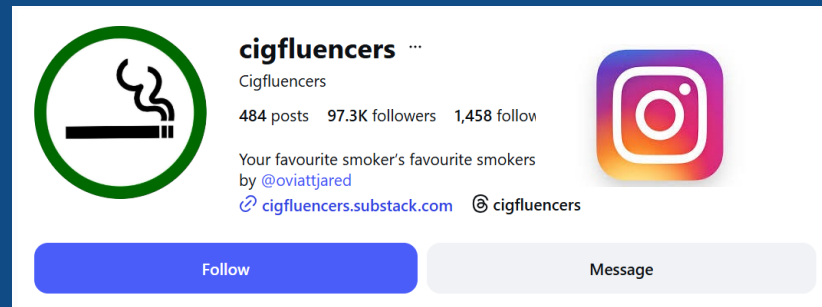 cigfluencers ...
Cigfluencers
484 posts 97.3K followers 1,458 follow
Your favourite smoker's favourite smokers
by @oviattjared
cigfluencers.substack.com cigfluencers
Follow Message